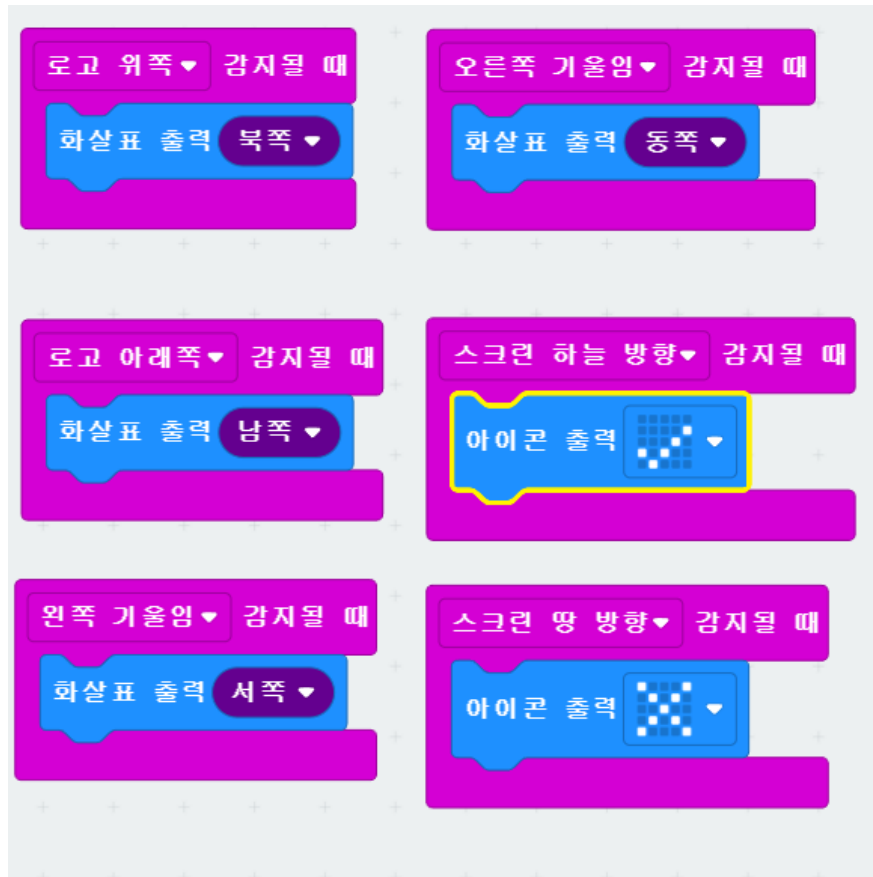 로고 위쪽 감지될 때
화살표 출력 북쪽
오른쪽 기울임 감지될 때
화살표 출력 동쪽
로고 아래쪽 감지될 때
화살표 출력 남쪽
스크린 하늘 방향 감지될 때
아이콘 출력
왼쪽 기울임 감지될 때
화살표 출력 서쪽
스크린 땅 방향 감지될 때
아이콘 출력